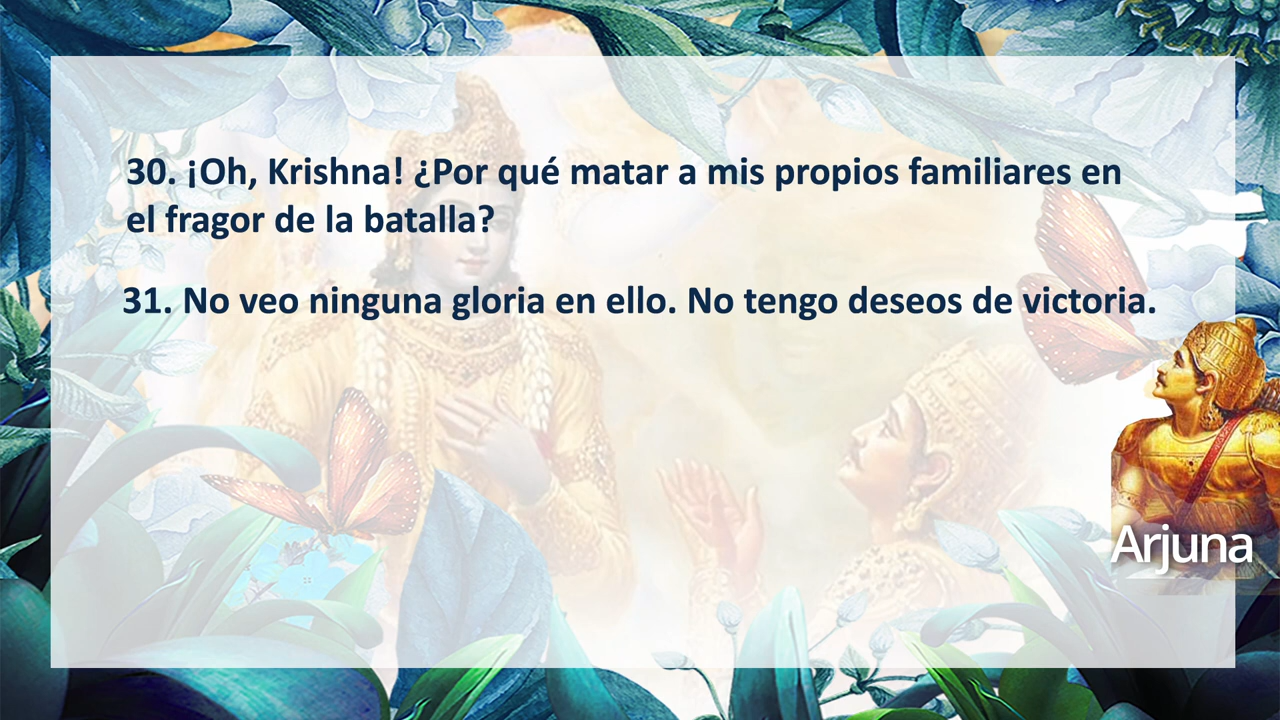 30. ¡Oh, Krishna! ¿Por qué matar a mis propios familiares en
el fragor de la batalla?
31. No veo ninguna gloria en ello. No tengo deseos de victoria.
Arjuna